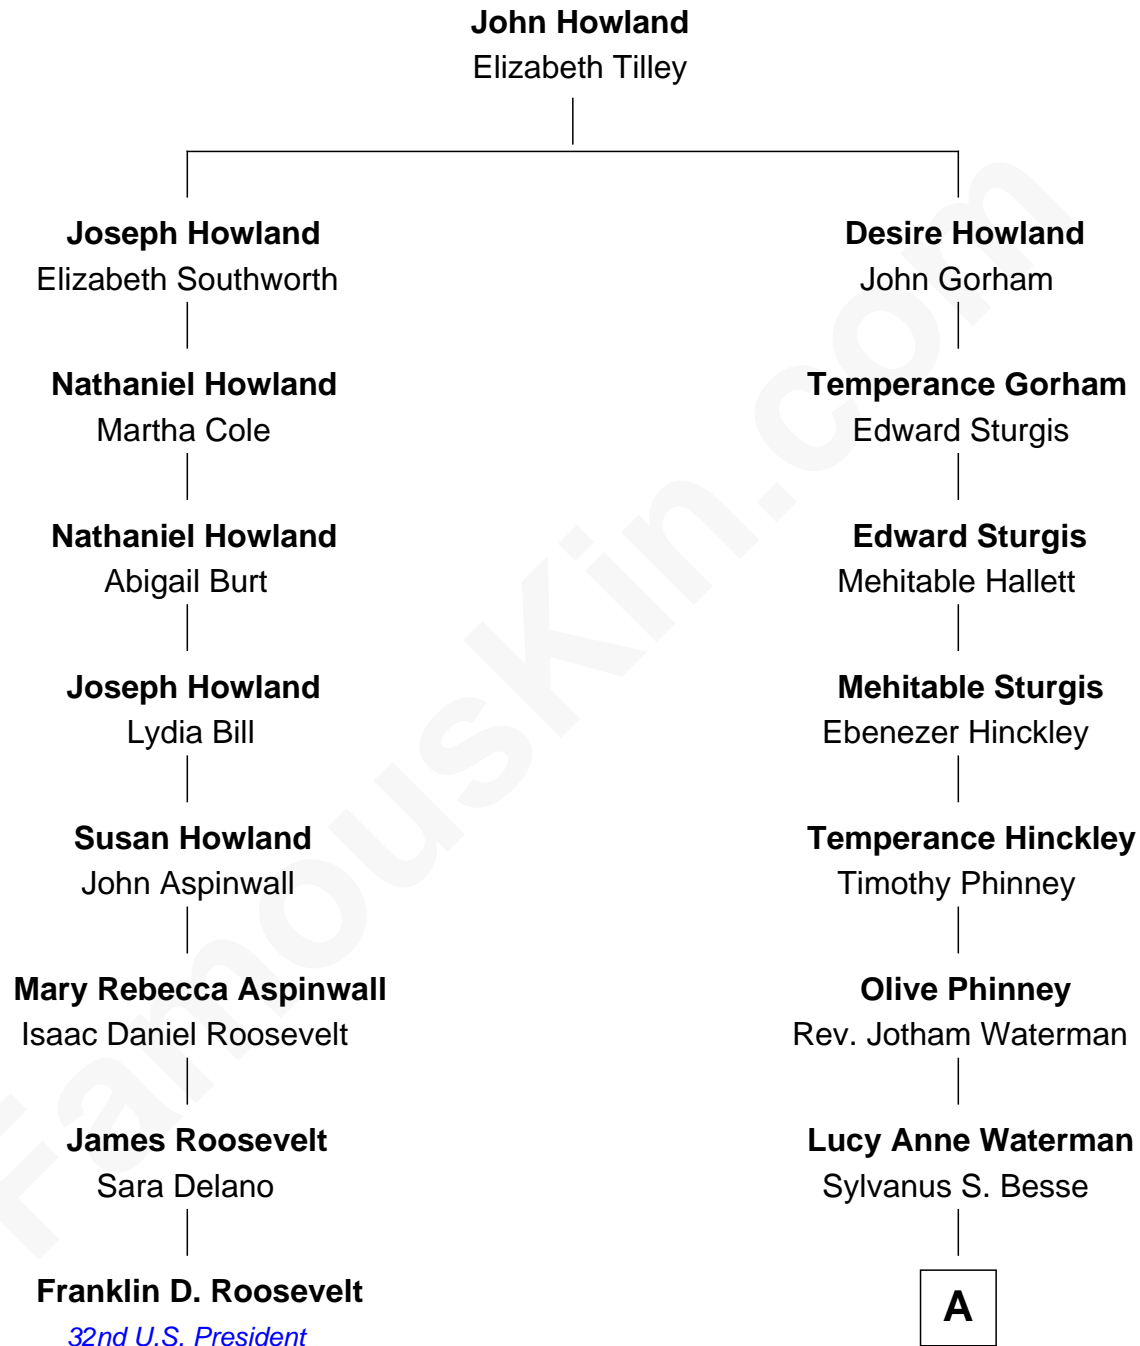 John Howland
Elizabeth Tilley
Joseph Howland
Elizabeth Southworth
Nathaniel Howland
Martha Cole
Nathaniel Howland
Abigail Burt
Joseph Howland
Lydia Bill
Susan Howland
John Aspinwall
Mary Rebecca Aspinwall
Isaac Daniel Roosevelt
James Roosevelt
Sara Delano
Franklin D. Roosevelt
32nd U.S. President
Desire Howland
John Gorham
Temperance Gorham
Edward Sturgis
Edward Sturgis
Mehitable Hallett
Mehitable Sturgis
Ebenezer Hinckley
Temperance Hinckley
Timothy Phinney
Olive Phinney
Rev. Jotham Waterman
Lucy Anne Waterman
Sylvanus S. Besse
A
FamousKin.com